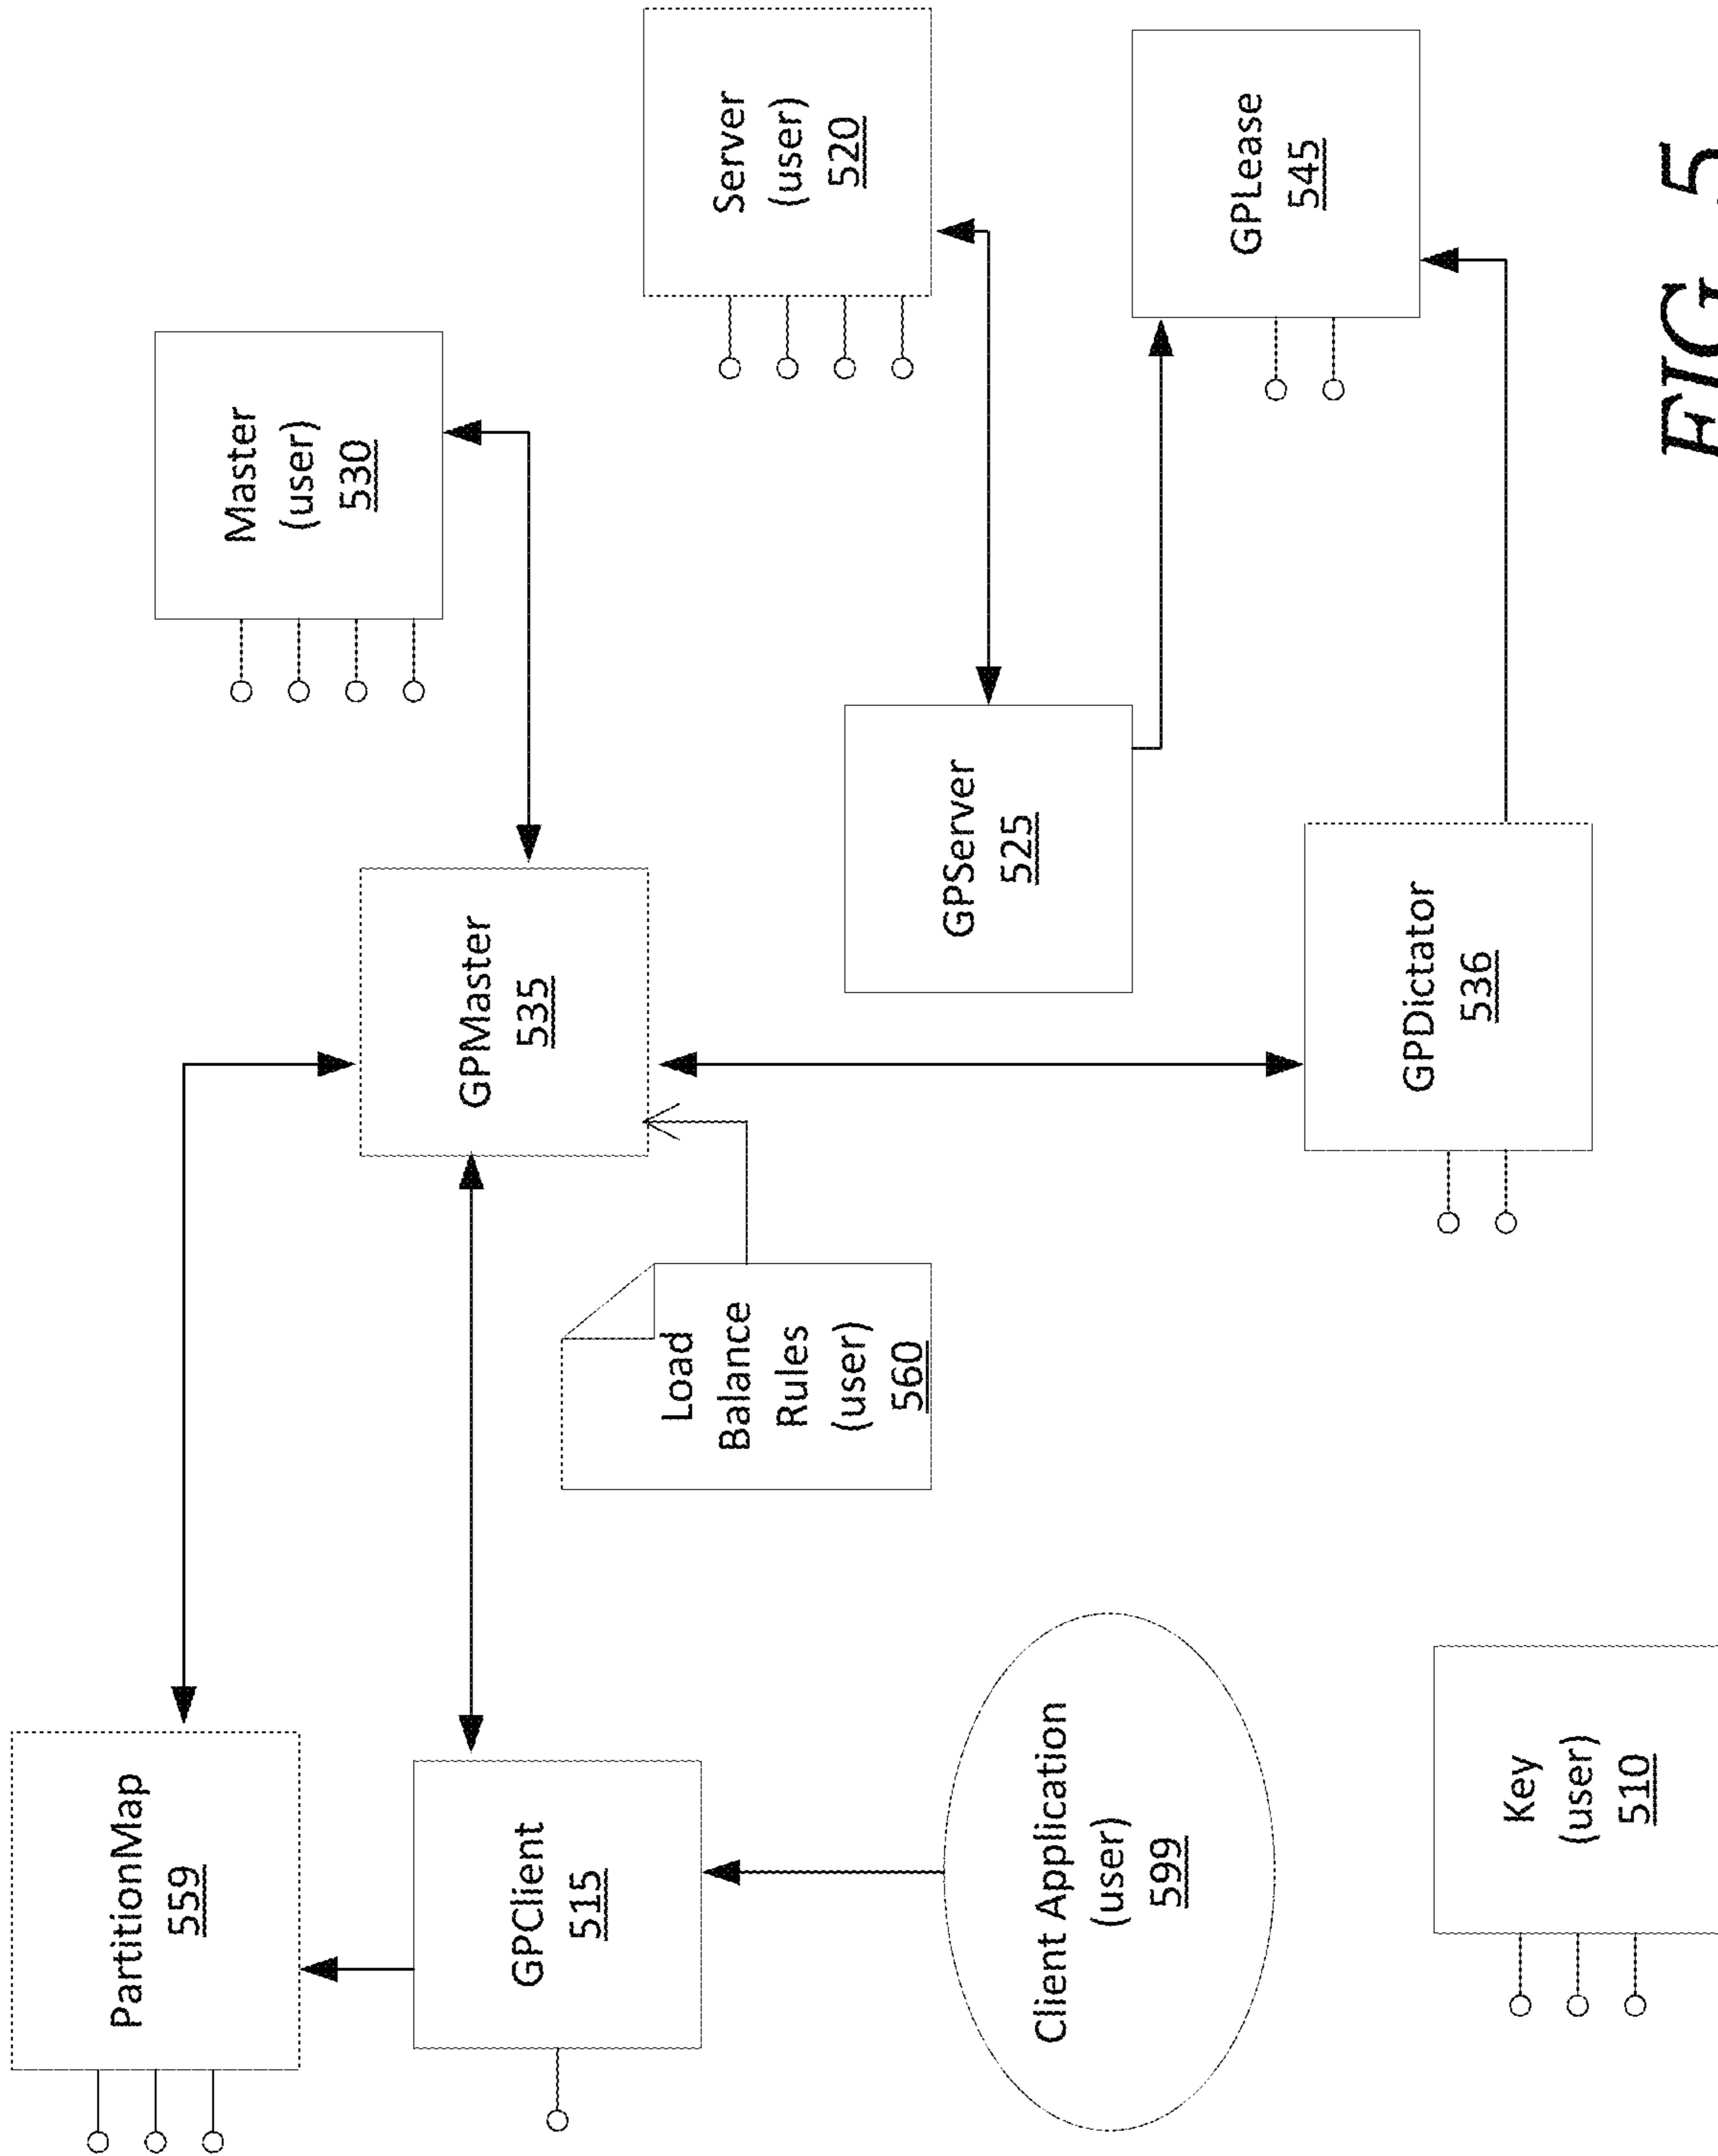 PartitionMap
559
GPClient
515
Client Application
(user)
599
Key
(user)
510
Load
Balance
Rules
(user)
560
GPMaster
535
Master
(user)
530
GPServer
525
Server
(user)
520
GPDictator
536
GPLease
545
FIG. 5